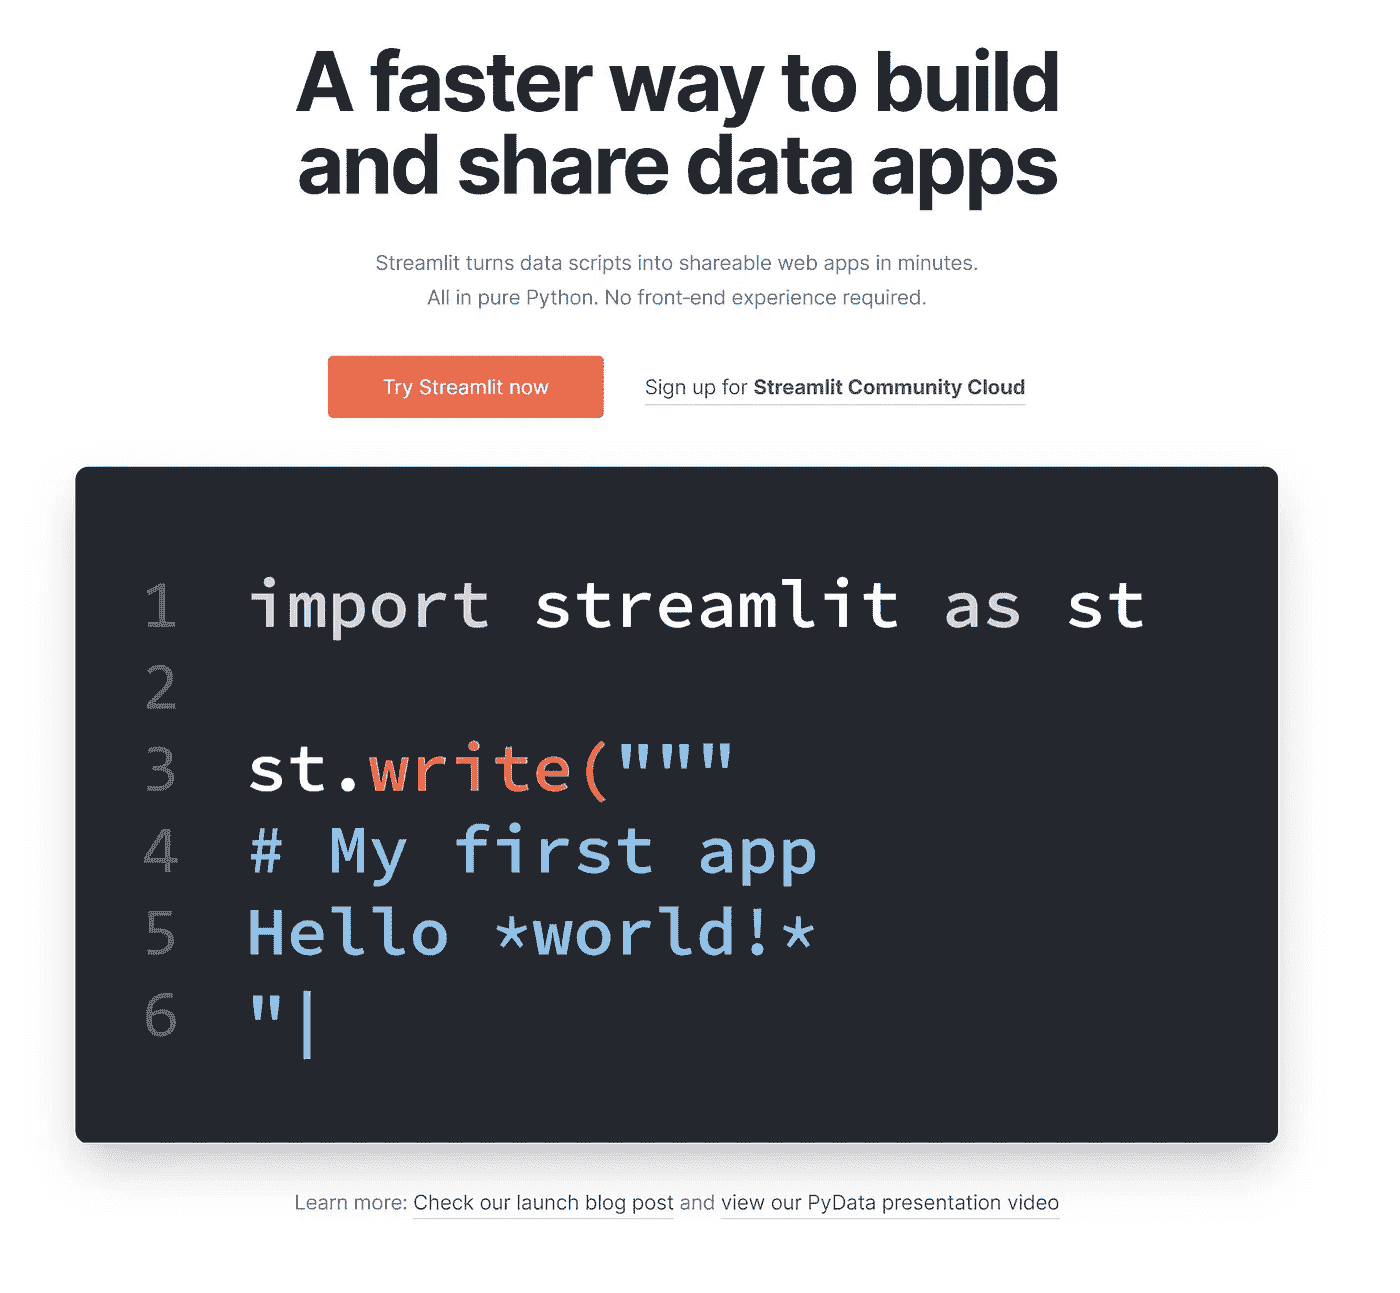 A faster way to build
and share data apps
Streamlit turns data scripts into shareable web apps in minutes.
All in pure Python. No front-end experience required.
Try Streamlit now
Sign up for Streamlit Community Cloud
1 import streamlit as st
2
3 st.write("""
4 # My first app
5 Hello *world!*
6 "|
Learn more: Check our launch blog post and view our PyData presentation video